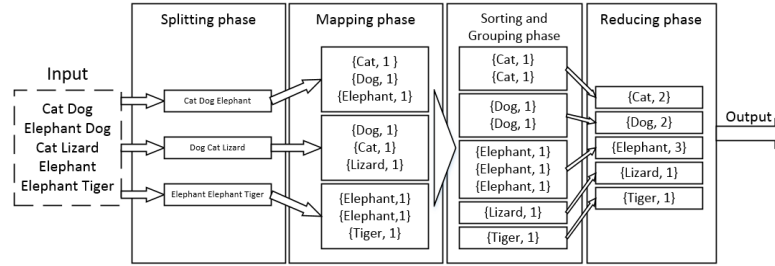 Input
Cat Dog
Elephant Dog
Cat Lizard
Elephant
Elephant Tiger
Splitting phase
Cat Dog Elephant
Dog Cat Lizard
Elephant Elephant Tiger
Mapping phase
{Cat, 1 }
{Dog, 1}
{Elephant, 1}
{Dog, 1}
{Cat, 1}
{Lizard, 1}
{Elephant,1}
{Elephant,1}
{Tiger, 1}
Sorting and
Grouping phase
{Cat, 1}
{Cat, 1}
{Dog, 1}
{Dog, 1}
{Elephant, 1}
{Elephant, 1}
{Elephant, 1}
{Lizard, 1}
{Tiger, 1}
Reducing phase
{Cat, 2}
{Dog, 2}
{Elephant, 3}
{Lizard, 1}
{Tiger, 1}
Output